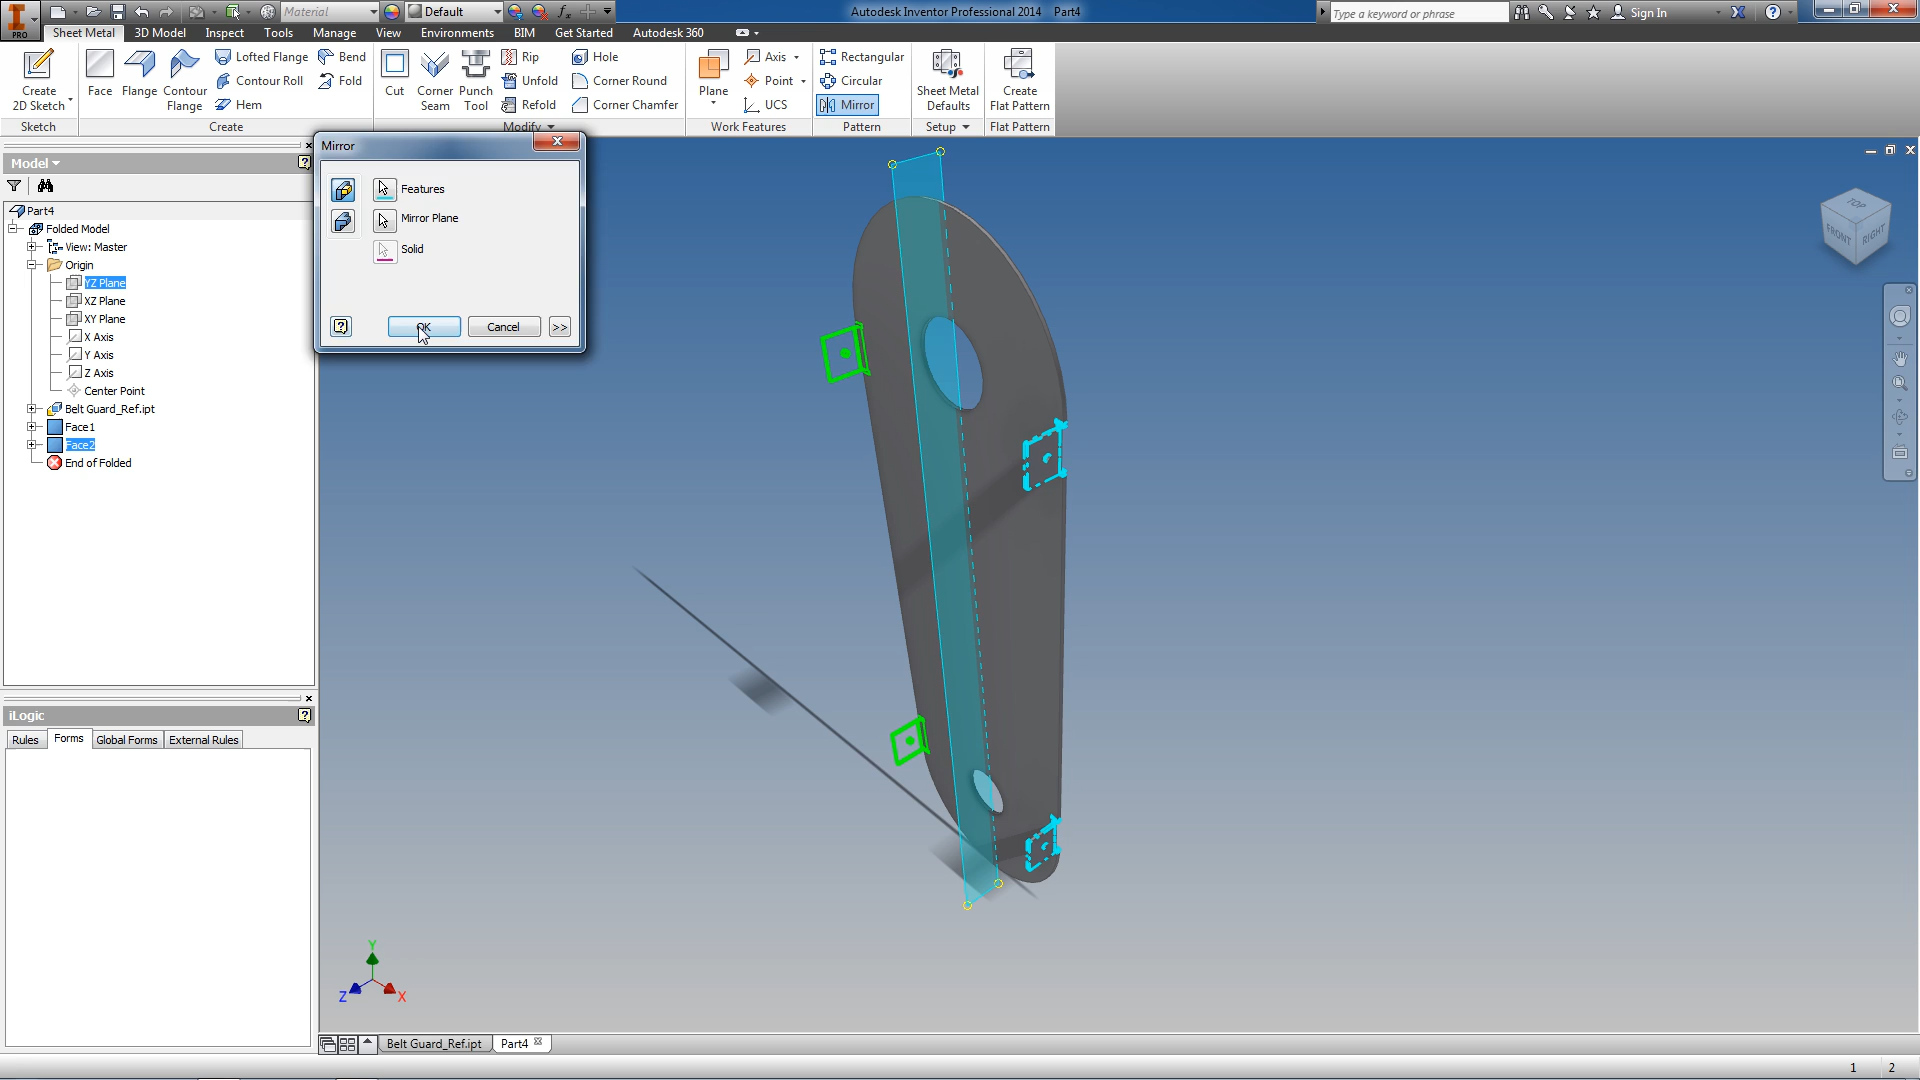 PRO
Material
Default
Autodesk Inventor Professional 2014 Part4
Type a keyword or phrase
Sign In
Sheet Metal 3D Model Inspect Tools Manage View Environments BIM Get Started Autodesk 360
Create
2D Sketch
Face
Flange
Contour
Flange
Lofted Flange
Contour Roll
Hem
Bend
Fold
Cut
Corner
Seam
Punch
Tool
Rip
Unfold
Refold
Hole
Corner Round
Corner Chamfer
Plane
Axis
Point
UCS
Rectangular
Circular
Mirror
Sheet Metal
Defaults
Create
Flat Pattern
Sketch
Create
Modify
Work Features
Pattern
Setup
Flat Pattern
Model
Part4
Folded Model
View: Master
Origin
YZ Plane
XZ Plane
XY Plane
X Axis
Y Axis
Z Axis
Center Point
Belt Guard_Ref.ipt
Face1
Face2
End of Folded
Mirror
Features
Mirror Plane
Solid
OK
Cancel
>>
TOP
FRONT
RIGHT
iLogic
Rules Forms Global Forms External Rules
Y
Z
X
Belt Guard_Ref.ipt Part4
1 2